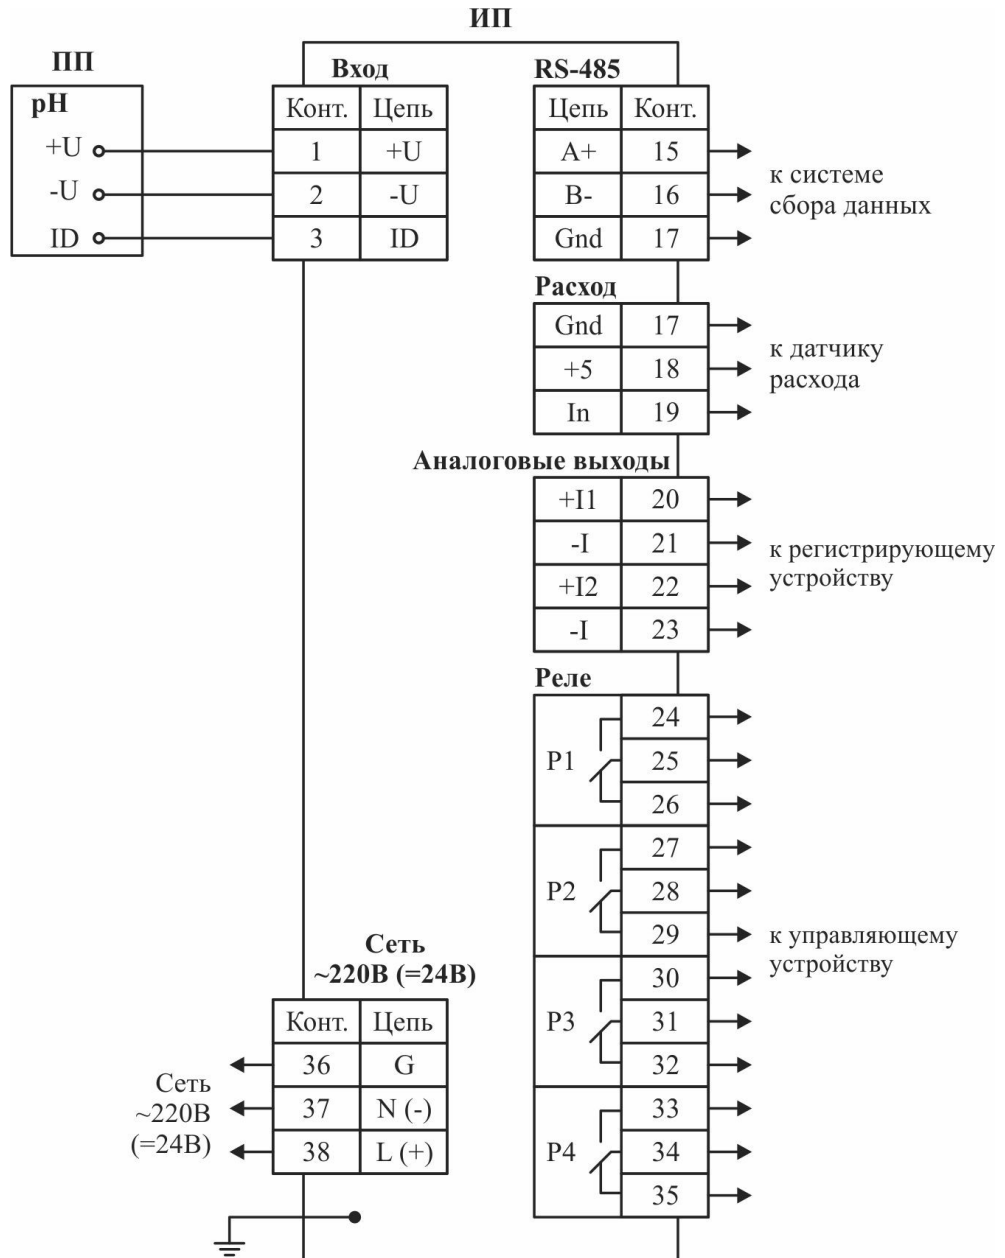 ИП
ПП
pH
+U
-U
ID
Вход
Конт. Цепь
1 +U
2 -U
3 ID
RS-485
Цепь Конт.
A+ 15
B- 16
Gnd 17
к системе
сбора данных
Расход
Gnd 17
+5 18
In 19
к датчику
расхода
Аналоговые выходы
+I1 20
-I 21
+I2 22
-I 23
к регистрирующему
устройству
Реле
P1
24
25
26
P2
27
28
29
P3
30
31
32
P4
33
34
35
к управляющему
устройству
Сеть
~220В (=24В)
Конт. Цепь
36 G
37 N (-)
38 L (+)
Сеть
~220В
(=24В)